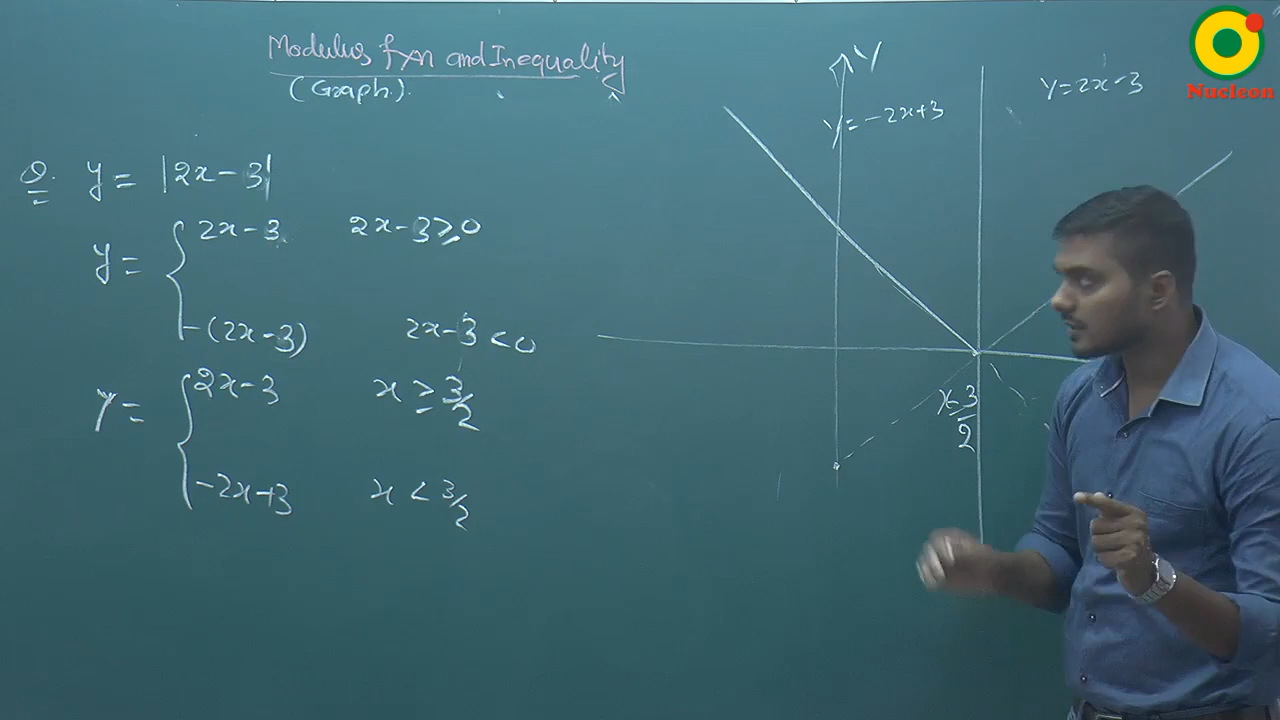 Modulus fxn and Inequality
(Graph.)
Q. y = |2x-3|
y = { 2x-3 2x-3 ≥ 0
-(2x-3) 2x-3 < 0
y = { 2x-3 x ≥ 3/2
-2x+3 x < 3/2
Y
y = -2x+3
y = 2x-3
x = 3/2
Nucleon